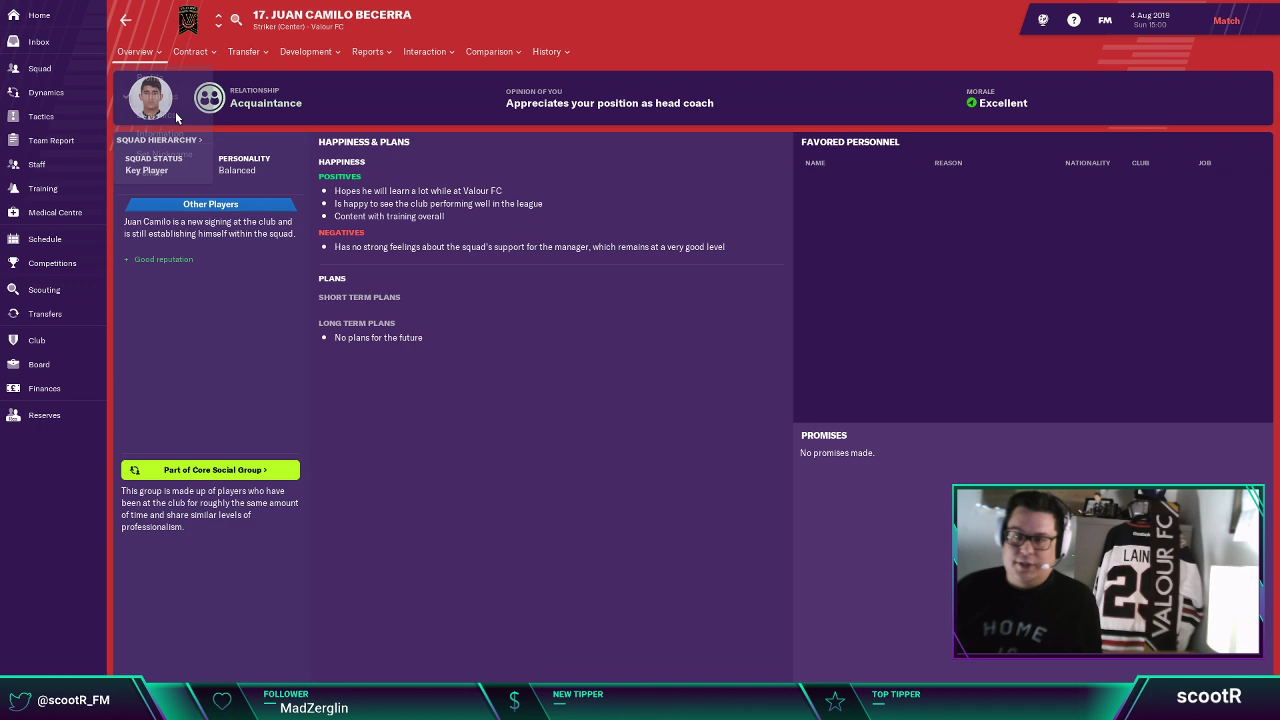 Home
Inbox
Squad
Dynamics
Tactics
Team Report
Staff
Training
Medical Centre
Schedule
Competitions
Scouting
Transfers
Club
Board
Finances
Reserves
17. JUAN CAMILO BECERRA
Striker (Center) - Valour FC
FM
4 Aug 2019
Sun 15:00
Match
Overview
Contract
Transfer
Development
Reports
Interaction
Comparison
History
Profile
Information
Set Nickname
RELATIONSHIP
Acquaintance
OPINION OF YOU
Appreciates your position as head coach
MORALE
Excellent
SQUAD HIERARCHY >
SQUAD STATUS
Key Player
PERSONALITY
Balanced
Other Players
Juan Camilo is a new signing at the club and
is still establishing himself within the squad.
+ Good reputation
Part of Core Social Group >
This group is made up of players who have
been at the club for roughly the same amount
of time and share similar levels of
professionalism.
HAPPINESS & PLANS
HAPPINESS
POSITIVES
Hopes he will learn a lot while at Valour FC
Is happy to see the club performing well in the league
Content with training overall
NEGATIVES
Has no strong feelings about the squad's support for the manager, which remains at a very good level
PLANS
SHORT TERM PLANS
LONG TERM PLANS
No plans for the future
FAVORED PERSONNEL
NAME
REASON
NATIONALITY
CLUB
JOB
PROMISES
No promises made.
LAIN
2
VALOUR FC
HOME
@scootR_FM
FOLLOWER
MadZerglin
NEW TIPPER
TOP TIPPER
scootR